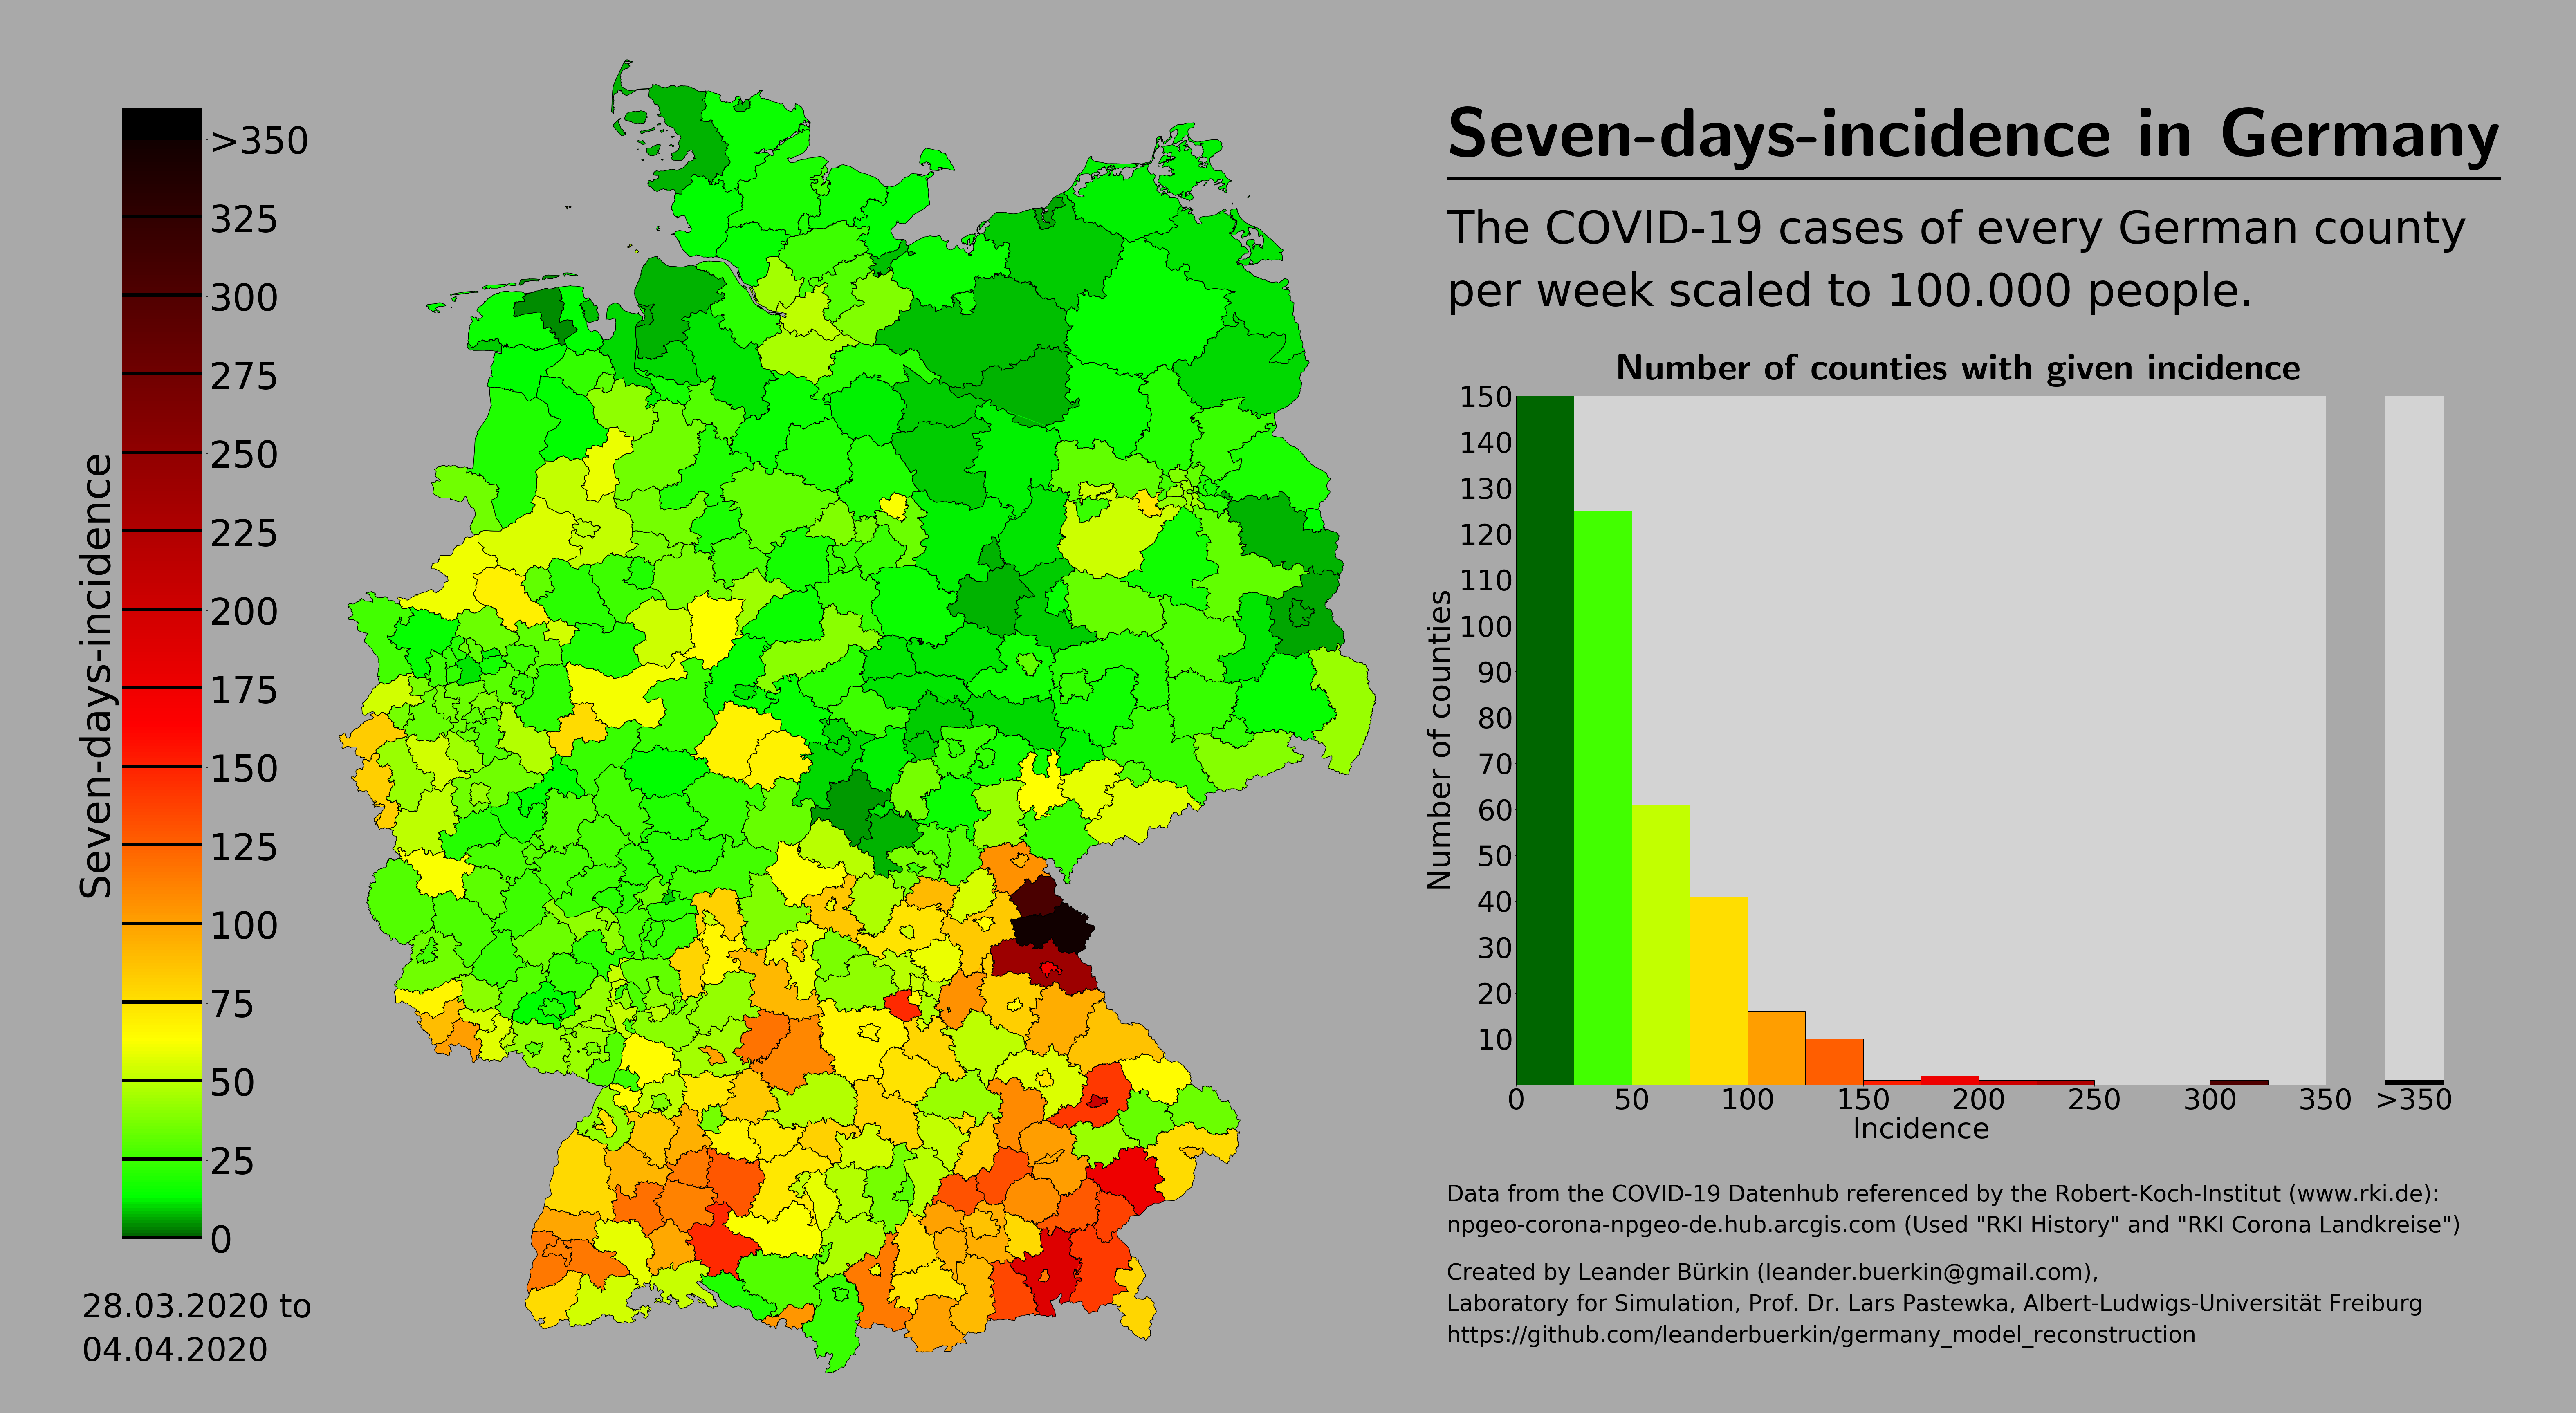 Seven-days-incidence in Germany
The COVID-19 cases of every German county
per week scaled to 100.000 people.
>350
325
300
275
250
225
200
175
150
125
100
75
50
25
0
Seven-days-incidence
28.03.2020 to
04.04.2020
Number of counties with given incidence
150
140
130
120
110
100
90
80
70
60
50
40
30
20
10
Number of counties
0 50 100 150 200 250 300 350 >350
Incidence
Data from the COVID-19 Datenhub referenced by the Robert-Koch-Institut (www.rki.de):
npgeo-corona-npgeo-de.hub.arcgis.com (Used "RKI History" and "RKI Corona Landkreise")
Created by Leander Bürkin (leander.buerkin@gmail.com),
Laboratory for Simulation, Prof. Dr. Lars Pastewka, Albert-Ludwigs-Universität Freiburg
https://github.com/leanderbuerkin/germany_model_reconstruction